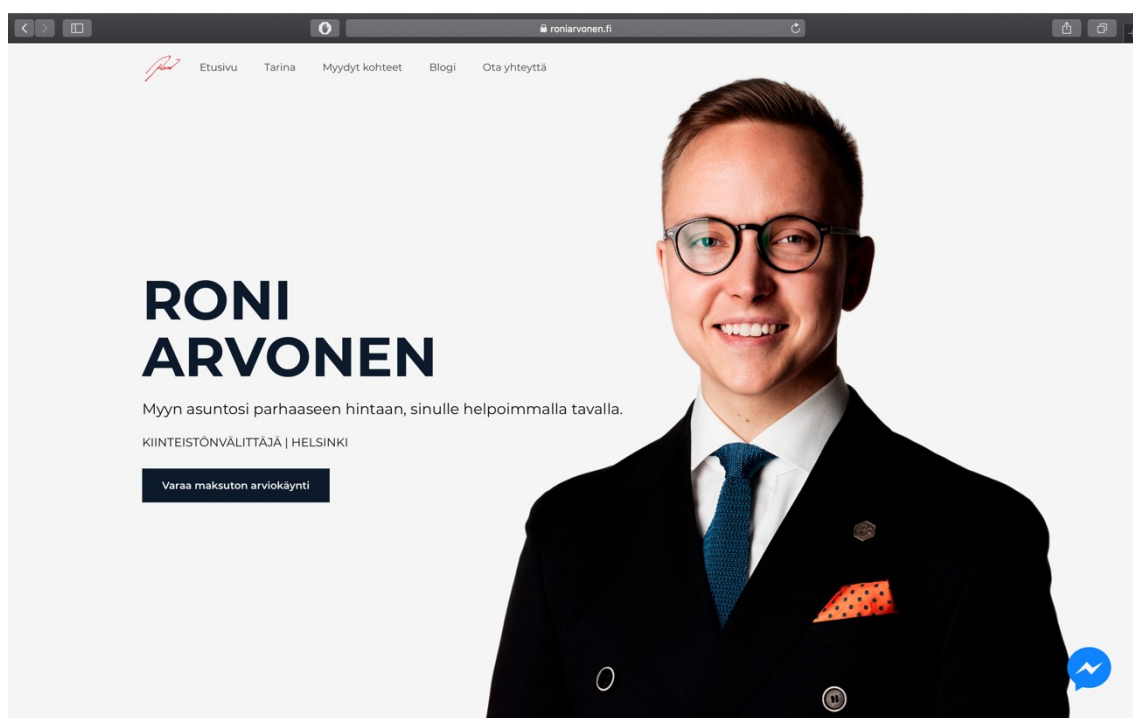 roniarvonen.fi
Roni
Etusivu Tarina Myydyt kohteet Blogi Ota yhteyttä
RONI
ARVONEN
Myyn asuntosi parhaaseen hintaan, sinulle helpoimmalla tavalla.
KIINTEISTÖNVÄLITTÄJÄ | HELSINKI
Varaa maksuton arviokäynti